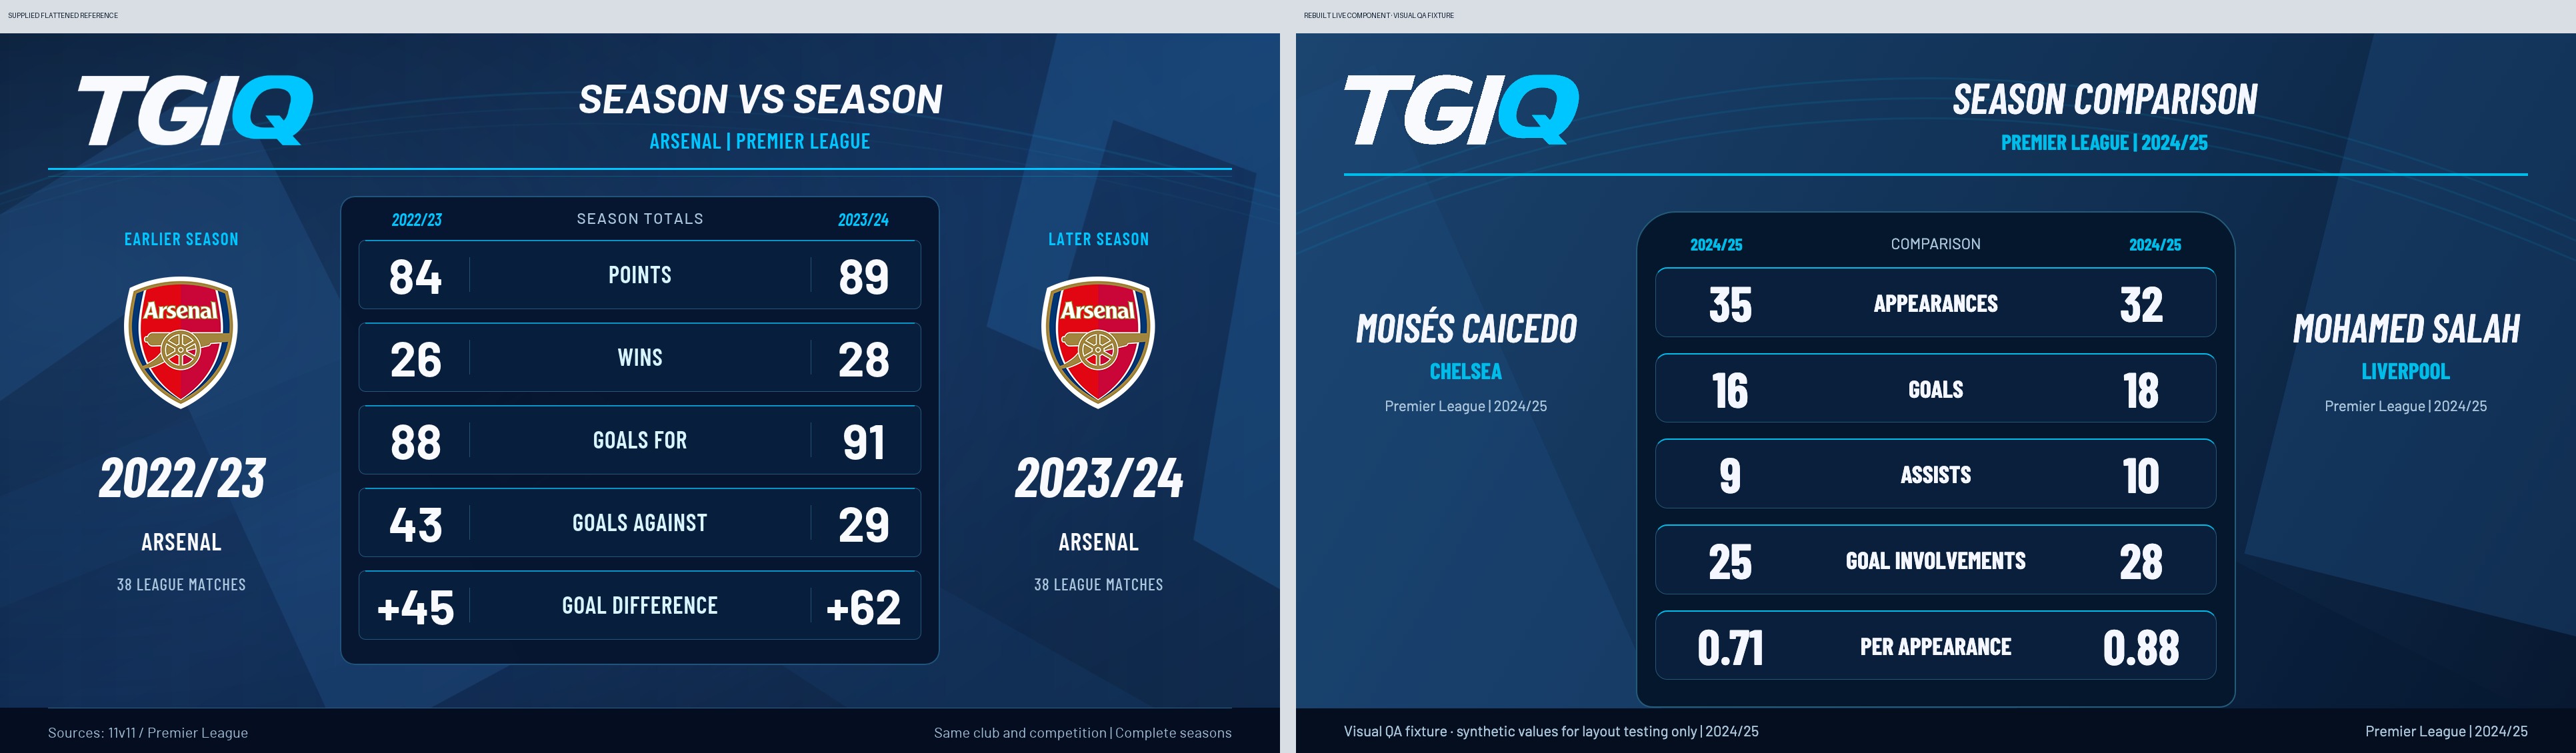 SUPPLIED FLATTENED REFERENCE
TGIQ
SEASON VS SEASON
ARSENAL | PREMIER LEAGUE
EARLIER SEASON
Arsenal
2022/23
ARSENAL
38 LEAGUE MATCHES
2022/23 SEASON TOTALS 2023/24
84 POINTS 89
26 WINS 28
88 GOALS FOR 91
43 GOALS AGAINST 29
+45 GOAL DIFFERENCE +62
LATER SEASON
Arsenal
2023/24
ARSENAL
38 LEAGUE MATCHES
Sources: 11v11 / Premier League
Same club and competition | Complete seasons
REBUILT LIVE COMPONENT · VISUAL QA FIXTURE
TGIQ
SEASON COMPARISON
PREMIER LEAGUE | 2024/25
MOISÉS CAICEDO
CHELSEA
Premier League | 2024/25
2024/25 COMPARISON 2024/25
35 APPEARANCES 32
16 GOALS 18
9 ASSISTS 10
25 GOAL INVOLVEMENTS 28
0.71 PER APPEARANCE 0.88
MOHAMED SALAH
LIVERPOOL
Premier League | 2024/25
Visual QA fixture · synthetic values for layout testing only | 2024/25
Premier League | 2024/25